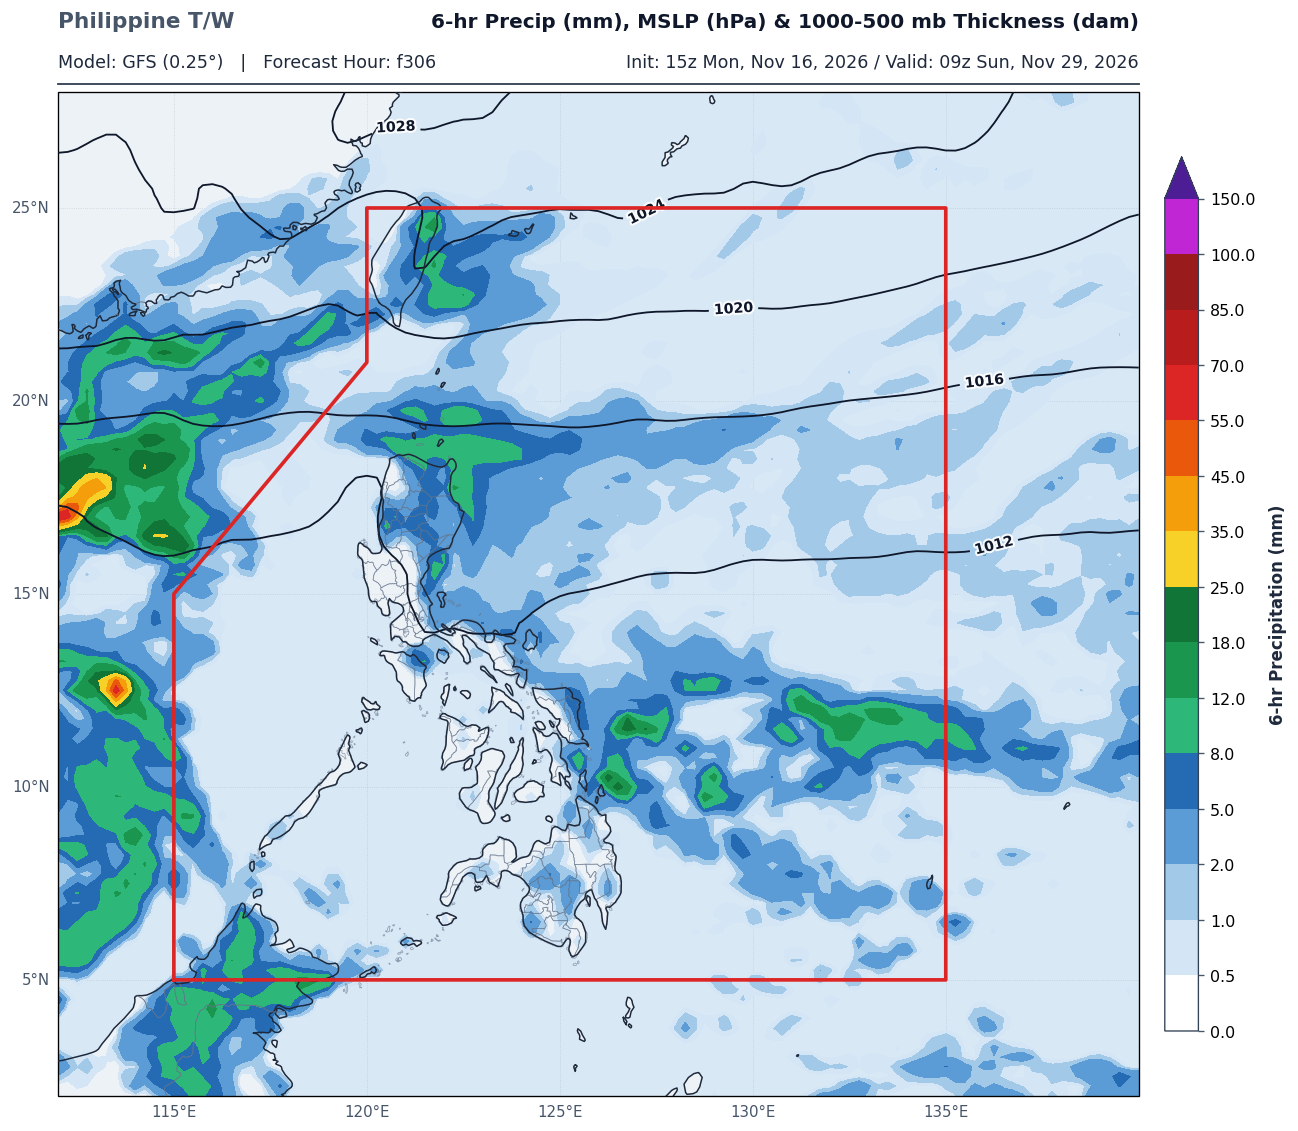 Philippine T/W
6-hr Precip (mm), MSLP (hPa) & 1000-500 mb Thickness (dam)
Model: GFS (0.25°) | Forecast Hour: f306
Init: 15z Mon, Nov 16, 2026 / Valid: 09z Sun, Nov 29, 2026
1028
1024
1020
1016
1012
25°N
20°N
15°N
10°N
5°N
115°E
120°E
125°E
130°E
135°E
150.0
100.0
85.0
70.0
55.0
45.0
35.0
25.0
18.0
12.0
8.0
5.0
2.0
1.0
0.5
0.0
6-hr Precipitation (mm)